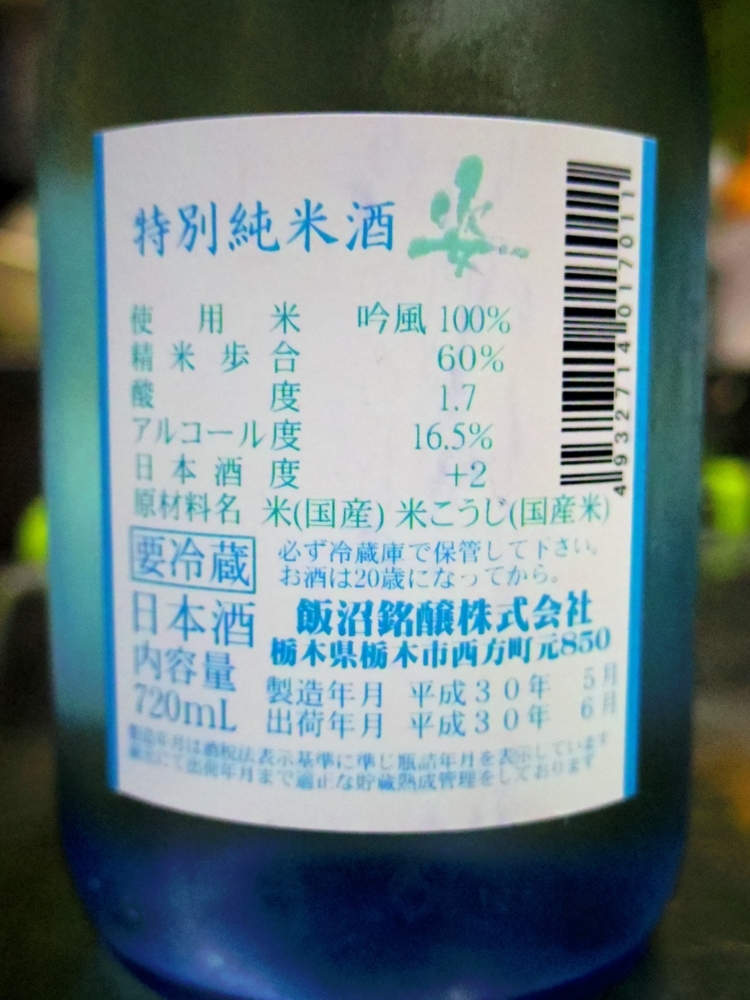 特別純米酒 姿
使用米 吟風 100%
精米歩合 60%
酸度 1.7
アルコール度 16.5%
日本酒度 +2
原材料名 米(国産) 米こうじ(国産米)
要冷蔵
必ず冷蔵庫で保管して下さい。
お酒は20歳になってから。
日本酒
内容量
720mL
飯沼銘醸株式会社
栃木県栃木市西方町元850
製造年月 平成30年 5月
出荷年月 平成30年 6月
製造年月は酒税法表示基準に準じ瓶詰年月を表示しています
蔵元にて出荷年月まで適正な貯蔵熟成管理をしております
4932714017011